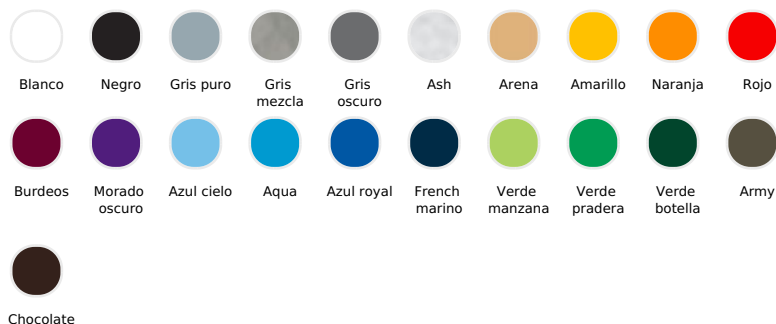 Blanco Negro Gris puro Gris mezcla Gris oscuro Ash Arena Amarillo Naranja Rojo
Burdeos Morado oscuro Azul cielo Aqua Azul royal French marino Verde manzana Verde pradera Verde botella Army
Chocolate